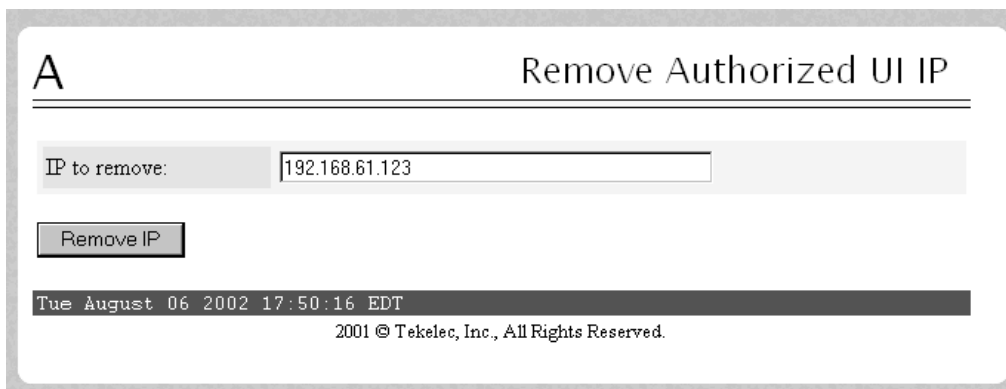 A
Remove Authorized UI IP
IP to remove: 192.168.61.123
Remove IP
Tue August 06 2002 17:50:16 EDT
2001 © Tekelec, Inc., All Rights Reserved.